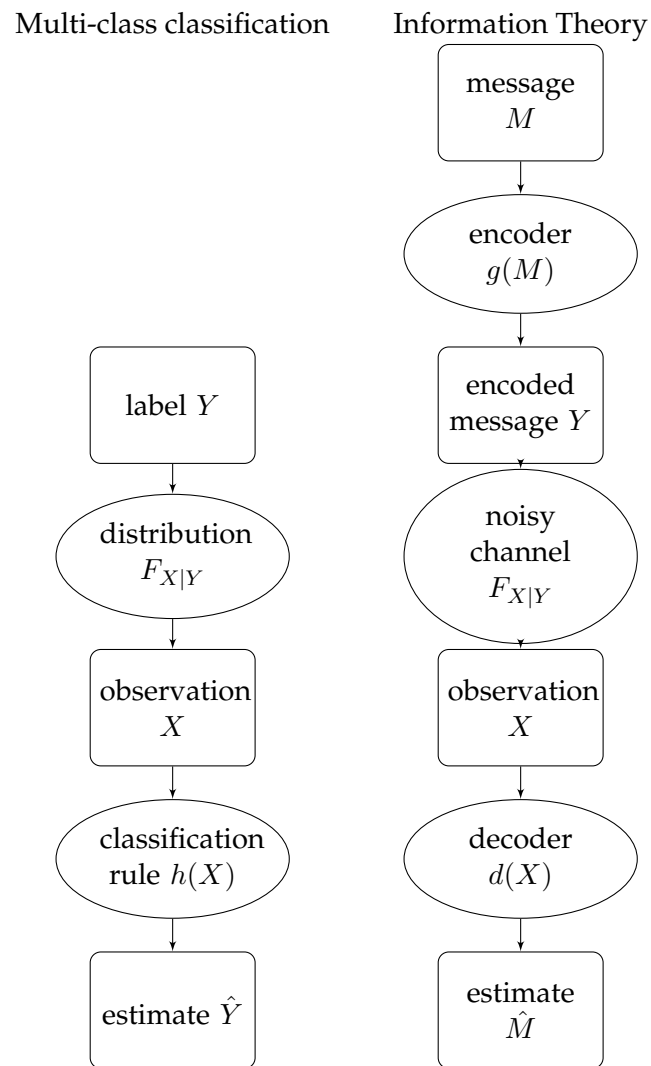 Multi-class classification
label Y
distribution
F_{X|Y}
observation
X
classification
rule h(X)
estimate Ŷ
Information Theory
message
M
encoder
g(M)
encoded
message Y
noisy
channel
F_{X|Y}
observation
X
decoder
d(X)
estimate
M̂